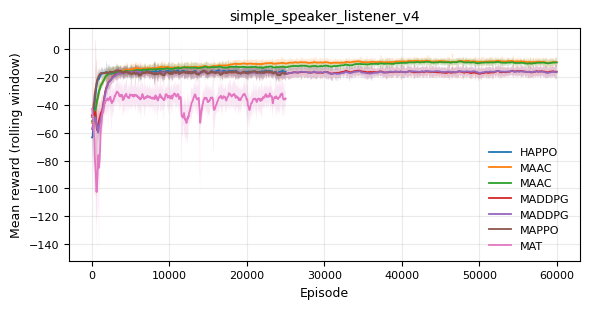 simple_speaker_listener_v4
Mean reward (rolling window)
0
−20
−40
−60
−80
−100
−120
−140
HAPPO
MAAC
MAAC
MADDPG
MADDPG
MAPPO
MAT
0 10000 20000 30000 40000 50000 60000
Episode